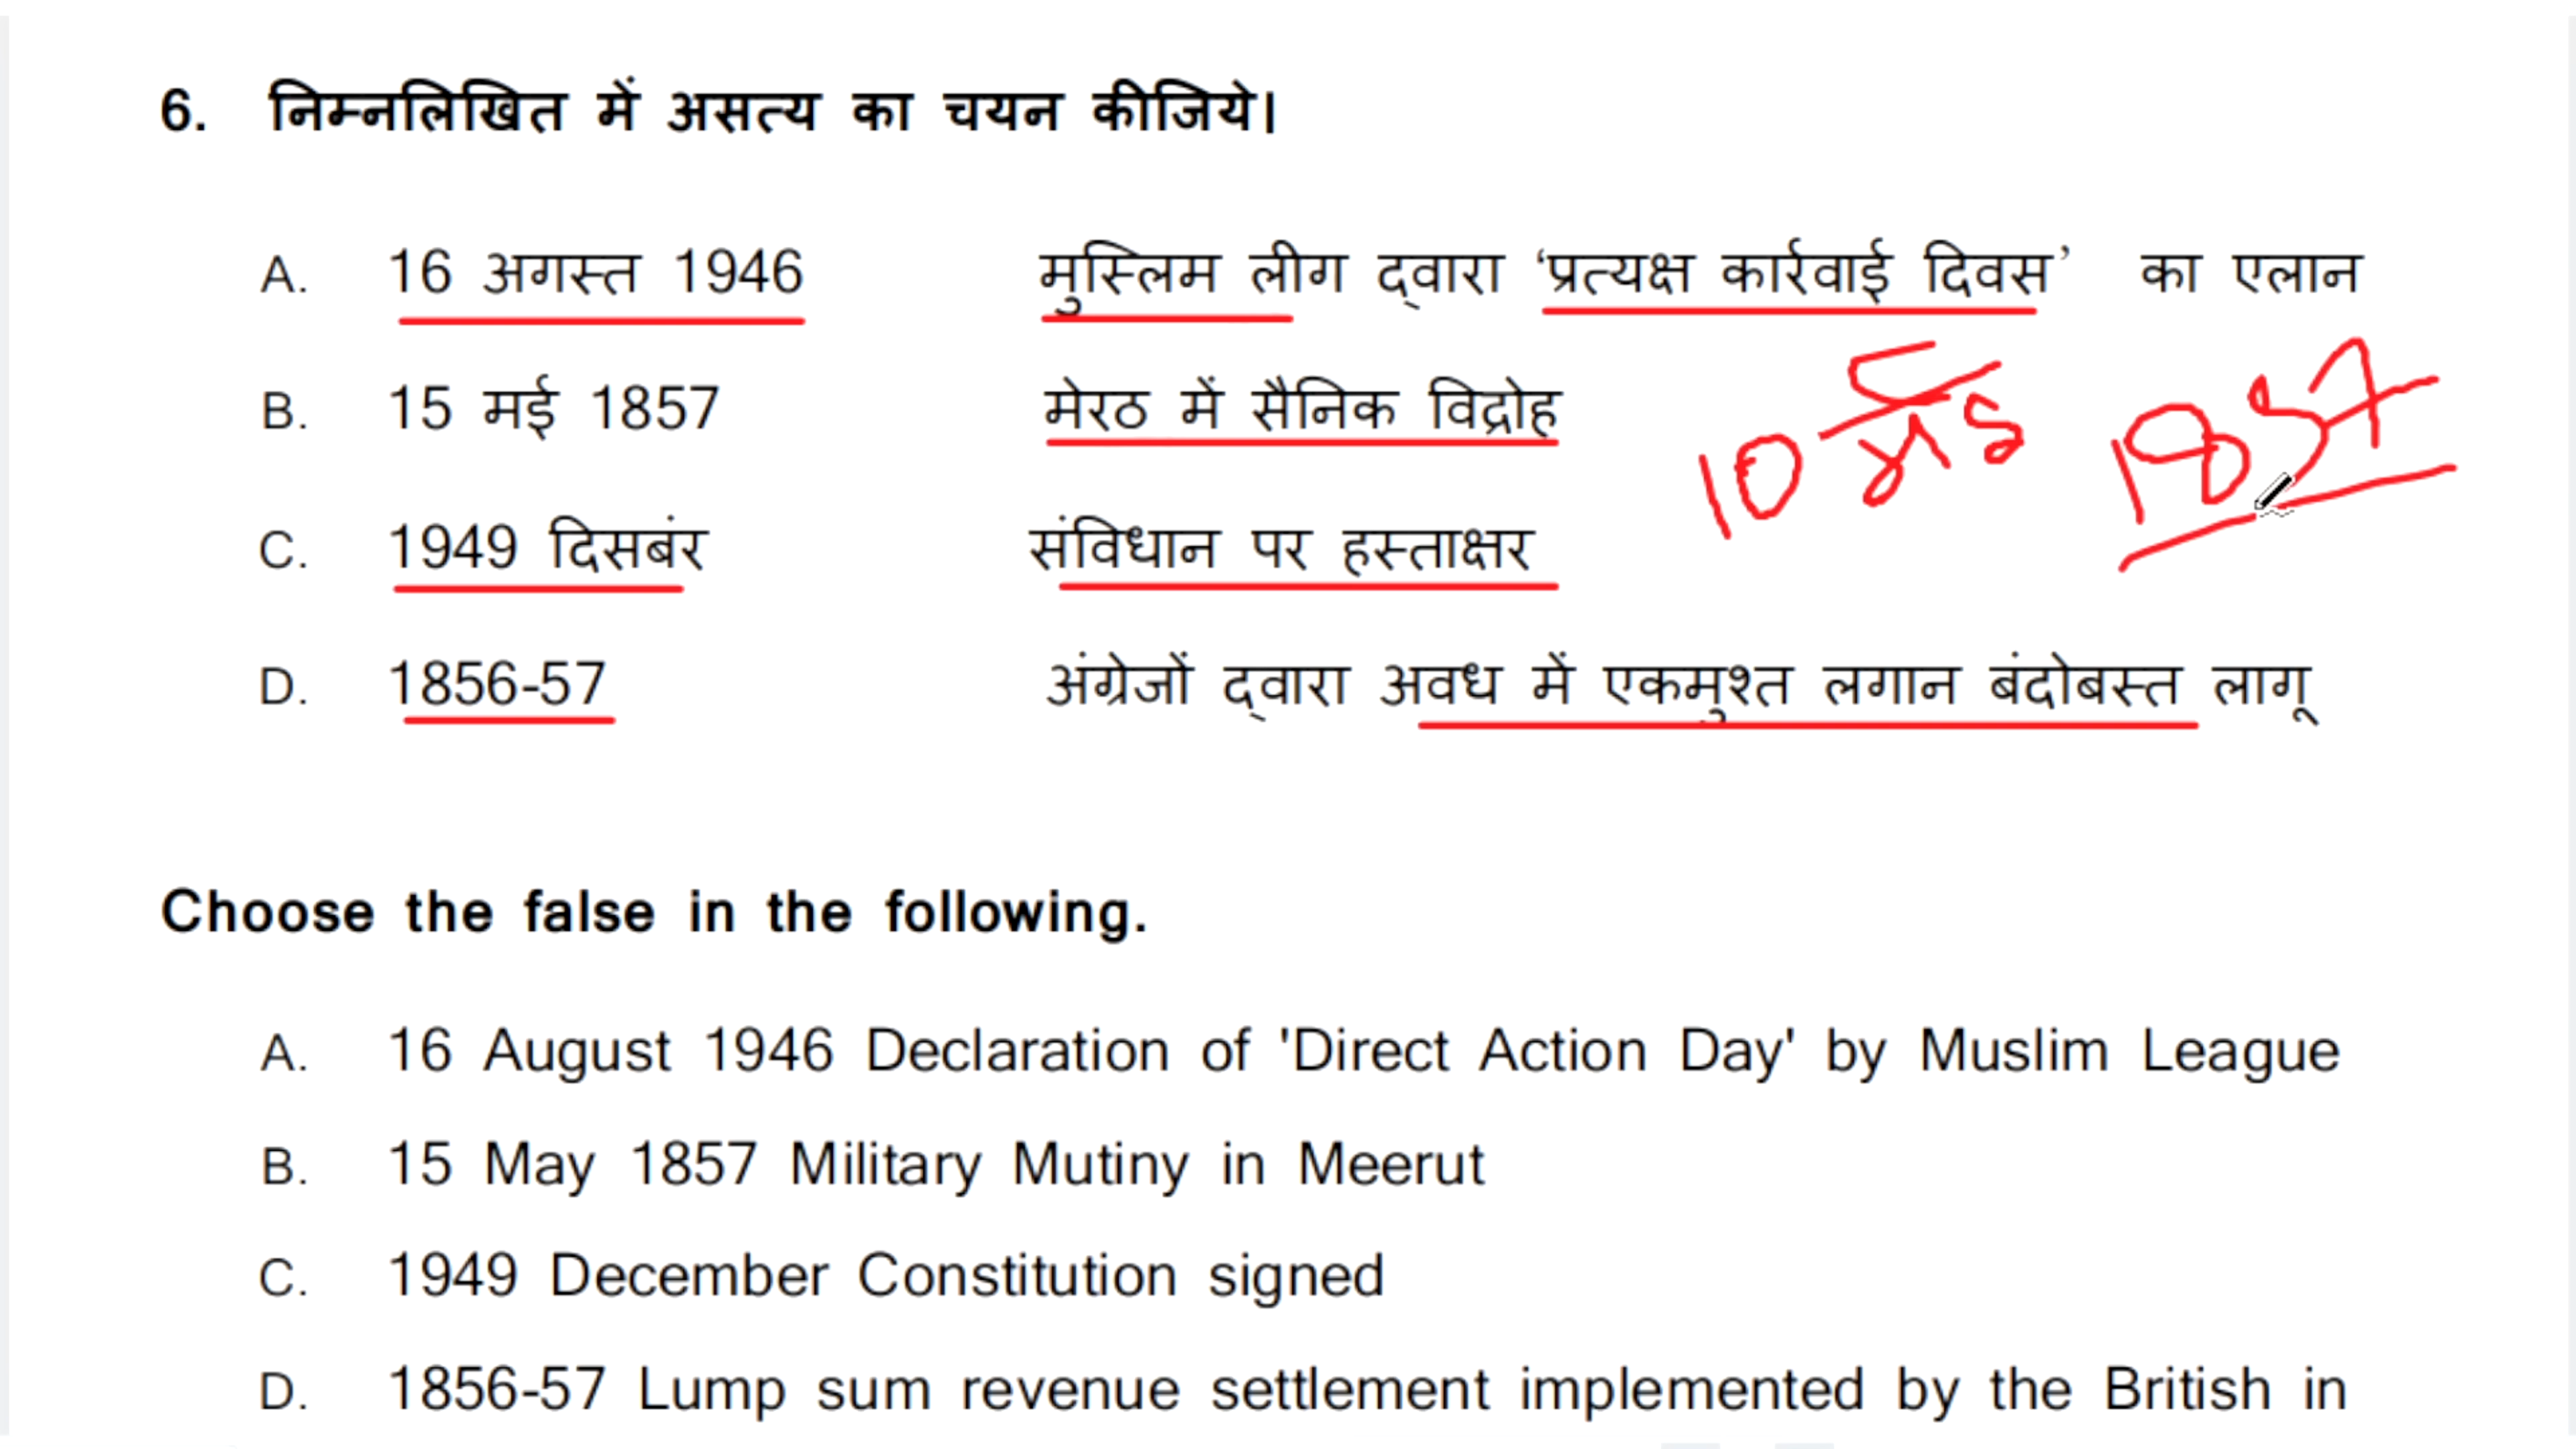 6. निम्नलिखित में असत्य का चयन कीजिये।
A. 16 अगस्त 1946 मुस्लिम लीग द्वारा ‘प्रत्यक्ष कार्रवाई दिवस’ का एलान
B. 15 मई 1857 मेरठ में सैनिक विद्रोह
10 मई 1857
C. 1949 दिसबंर संविधान पर हस्ताक्षर
D. 1856-57 अंग्रेजों द्वारा अवध में एकमुश्त लगान बंदोबस्त लागू
Choose the false in the following.
A. 16 August 1946 Declaration of 'Direct Action Day' by Muslim League
B. 15 May 1857 Military Mutiny in Meerut
C. 1949 December Constitution signed
D. 1856-57 Lump sum revenue settlement implemented by the British in